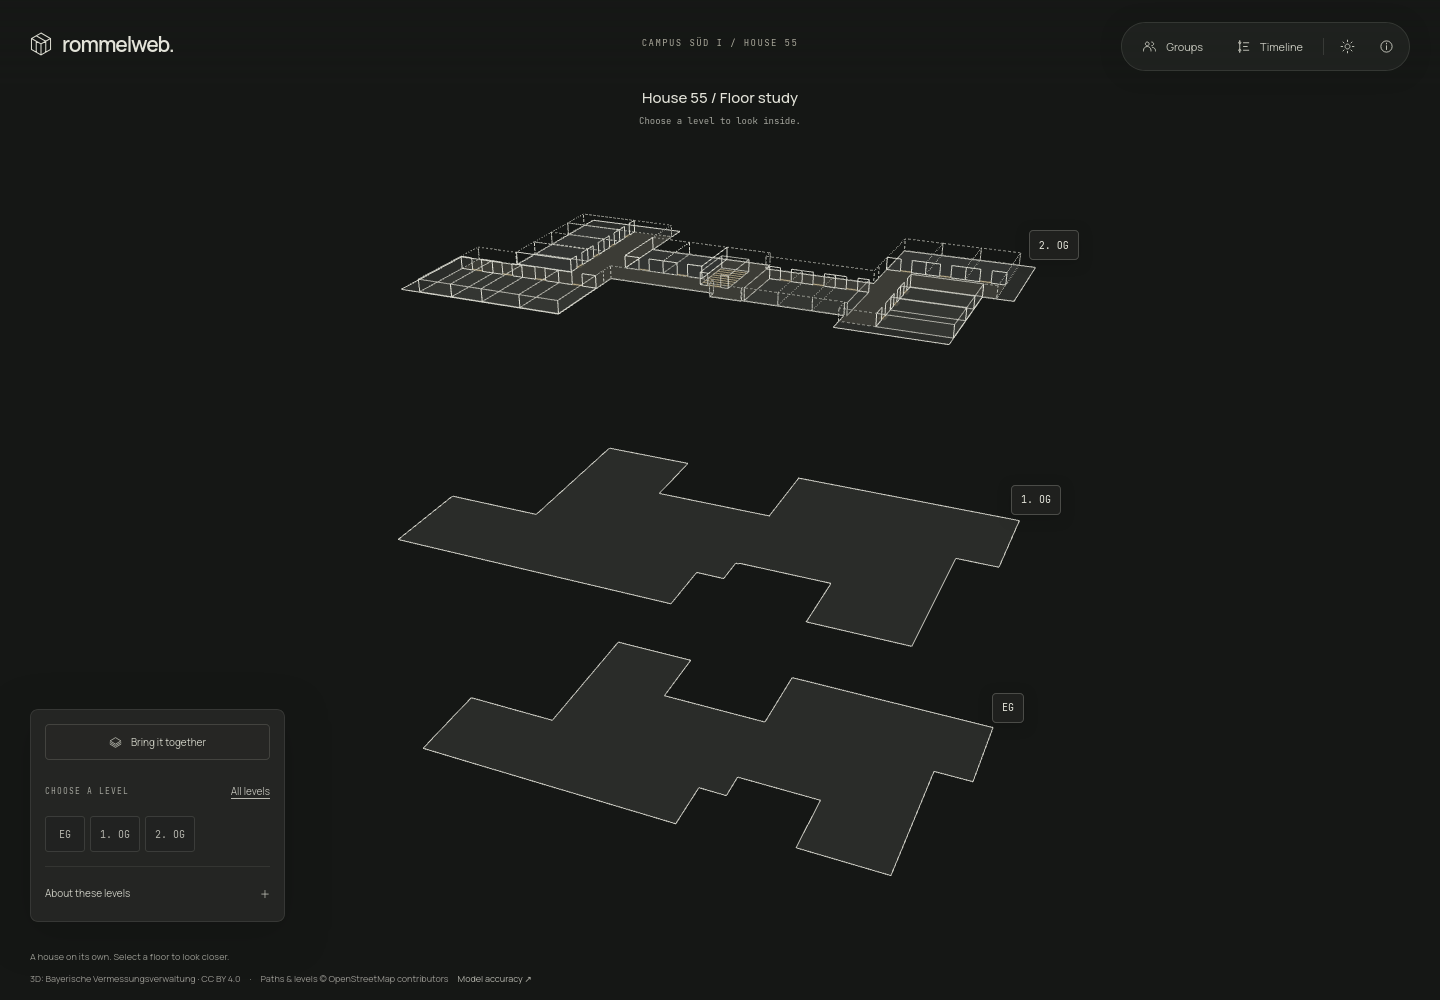 rommelweb.
CAMPUS SÜD I / HOUSE 55
Groups
Timeline
House 55 / Floor study
Choose a level to look inside.
2. OG
1. OG
EG
Bring it together
CHOOSE A LEVEL
All levels
EG
1. OG
2. OG
About these levels
+
A house on its own. Select a floor to look closer.
3D: Bayerische Vermessungsverwaltung · CC BY 4.0 · Paths & levels © OpenStreetMap contributors Model accuracy ↗